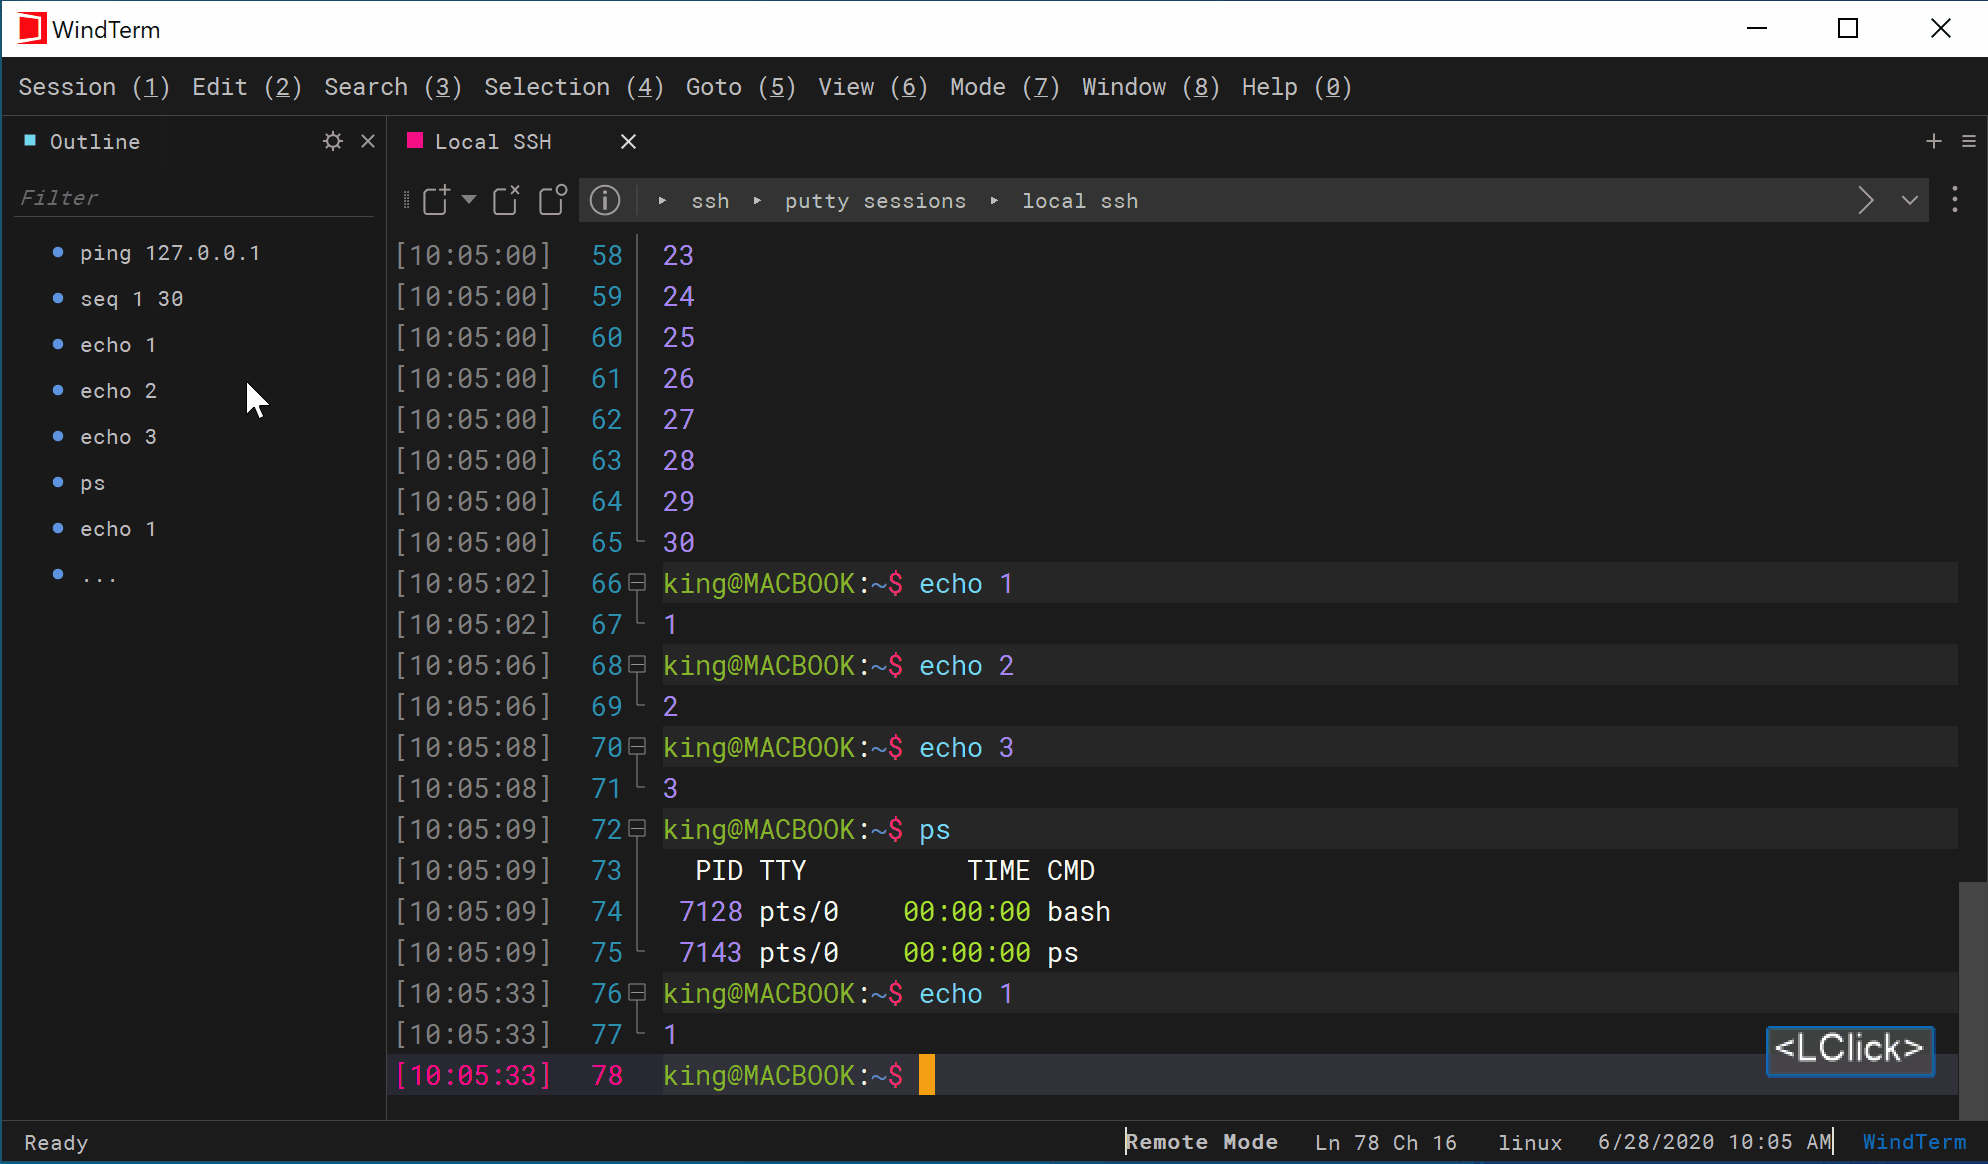 WindTerm
Session (1) Edit (2) Search (3) Selection (4) Goto (5) View (6) Mode (7) Window (8) Help (0)
Outline
Filter
ping 127.0.0.1
seq 1 30
echo 1
echo 2
echo 3
ps
echo 1
...
Local SSH
ssh putty sessions local ssh
[10:05:00] 58 23
[10:05:00] 59 24
[10:05:00] 60 25
[10:05:00] 61 26
[10:05:00] 62 27
[10:05:00] 63 28
[10:05:00] 64 29
[10:05:00] 65 30
[10:05:02] 66 king@MACBOOK:~$ echo 1
[10:05:02] 67 1
[10:05:06] 68 king@MACBOOK:~$ echo 2
[10:05:06] 69 2
[10:05:08] 70 king@MACBOOK:~$ echo 3
[10:05:08] 71 3
[10:05:09] 72 king@MACBOOK:~$ ps
[10:05:09] 73 PID TTY TIME CMD
[10:05:09] 74 7128 pts/0 00:00:00 bash
[10:05:09] 75 7143 pts/0 00:00:00 ps
[10:05:33] 76 king@MACBOOK:~$ echo 1
[10:05:33] 77 1
[10:05:33] 78 king@MACBOOK:~$
<LClick>
Ready
Remote Mode Ln 78 Ch 16 linux 6/28/2020 10:05 AM WindTerm